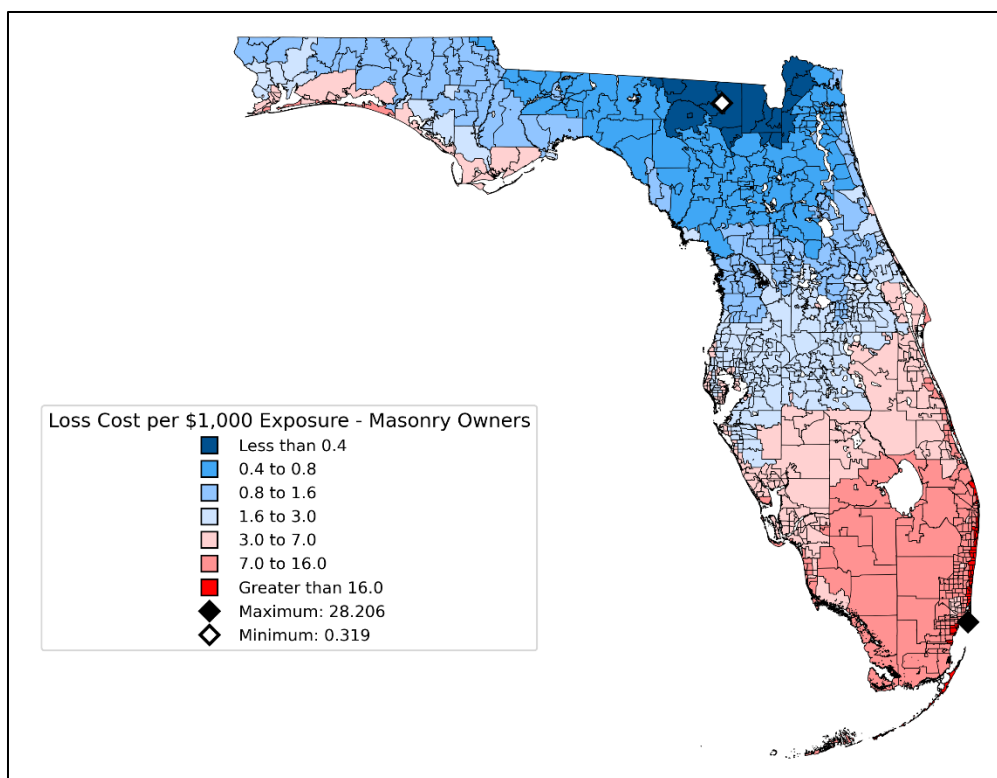 Loss Cost per $1,000 Exposure - Masonry Owners
Less than 0.4
0.4 to 0.8
0.8 to 1.6
1.6 to 3.0
3.0 to 7.0
7.0 to 16.0
Greater than 16.0
Maximum: 28.206
Minimum: 0.319